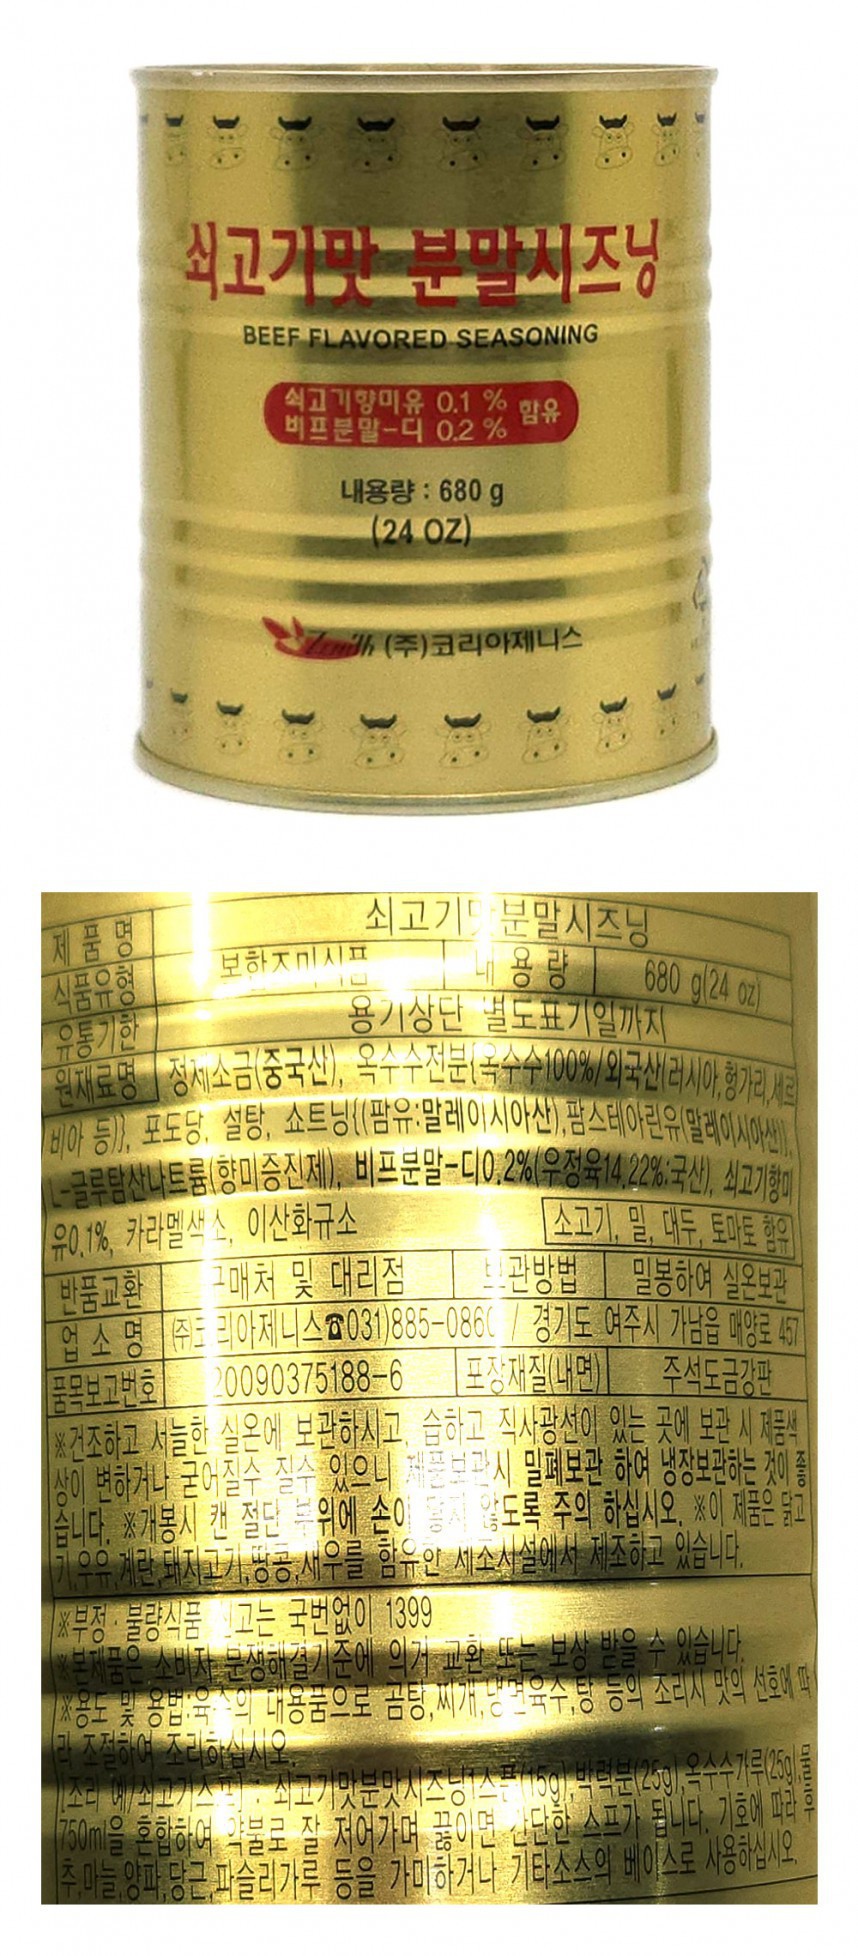 쇠고기맛 분말시즈닝
BEEF FLAVORED SEASONING
쇠고기향미유 0.1 %
비프분말-디 0.2 %
함유
내용량 : 680 g
(24 OZ)
Zenith (주)코리아제니스
제 품 명 쇠고기맛분말시즈닝
식품유형 복합조미식품 내 용 량 680 g(24 oz)
유통기한 용기상단 별도표기일까지
원재료명 정제소금(중국산), 옥수수전분{옥수수100%/외국산(러시아,헝가리,세르
비아 등)}, 포도당, 설탕, 쇼트닝{(팜유:말레이시아산),팜스테아린유(말레이시아산)},
L-글루탐산나트륨(향미증진제), 비프분말-디0.2%(우정육14.22%:국산), 쇠고기향미
유0.1%, 카라멜색소, 이산화규소 소고기, 밀, 대두, 토마토 함유
반품교환 구매처 및 대리점 보관방법 밀봉하여 실온보관
업 소 명 (주)코리아제니스☎031)885-0860 / 경기도 여주시 가남읍 매양로 457
품목보고번호 20090375188-6 포장재질(내면) 주석도금강판
※건조하고 서늘한 실온에 보관하시고, 습하고 직사광선이 있는 곳에 보관 시 제품색
상이 변하거나 굳어질수 질수 있으니 제품보관시 밀폐보관 하여 냉장보관하는 것이 좋
습니다. ※개봉시 캔 절단 부위에 손이 닿지 않도록 주의 하십시오. ※이 제품은 닭고
기,우유,계란,돼지고기,땅콩,새우를 함유한 제조시설에서 제조하고 있습니다.
※부정·불량식품 신고는 국번없이 1399
※본제품은 소비자 분쟁해결기준에 의거 교환 또는 보상 받을 수 있습니다.
※용도 및 용법:육수의 대용품으로 곰탕,찌개,냉면육수,탕 등의 조리시 맛의 선호에 따
라 조절하여 조리하십시오.
[조리 예/쇠고기스프] : 쇠고기맛분맛시즈닝1스푼(15g),박력분(25g),옥수수가루(25g),물
750ml을 혼합하여 약불로 잘 저어가며 끓이면 간단한 스프가 됩니다. 기호에 따라 후
추,마늘,양파,당근,파슬리가루 등을 가미하거나 기타소스의 베이스로 사용하십시오.